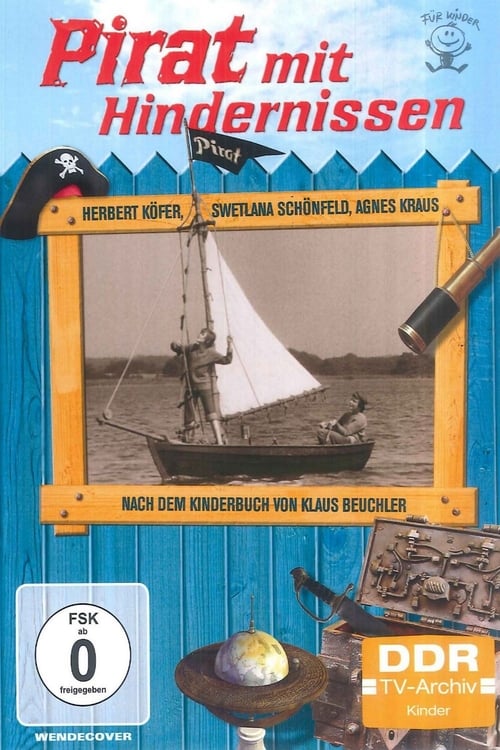 FÜR KINDER
Pirat mit
Hindernissen
Pirat
HERBERT KÖFER, SWETLANA SCHÖNFELD, AGNES KRAUS
NACH DEM KINDERBUCH VON KLAUS BEUCHLER
FSK
ab
0
freigegeben
DDR
TV-Archiv
Kinder
WENDECOVER